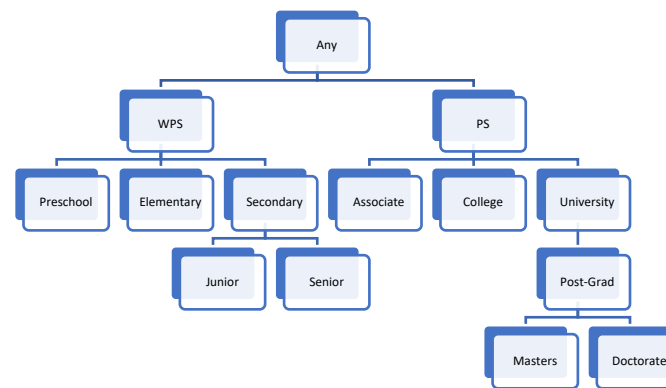 Any
WPS
PS
Preschool
Elementary
Secondary
Associate
College
University
Junior
Senior
Post-Grad
Masters
Doctorate